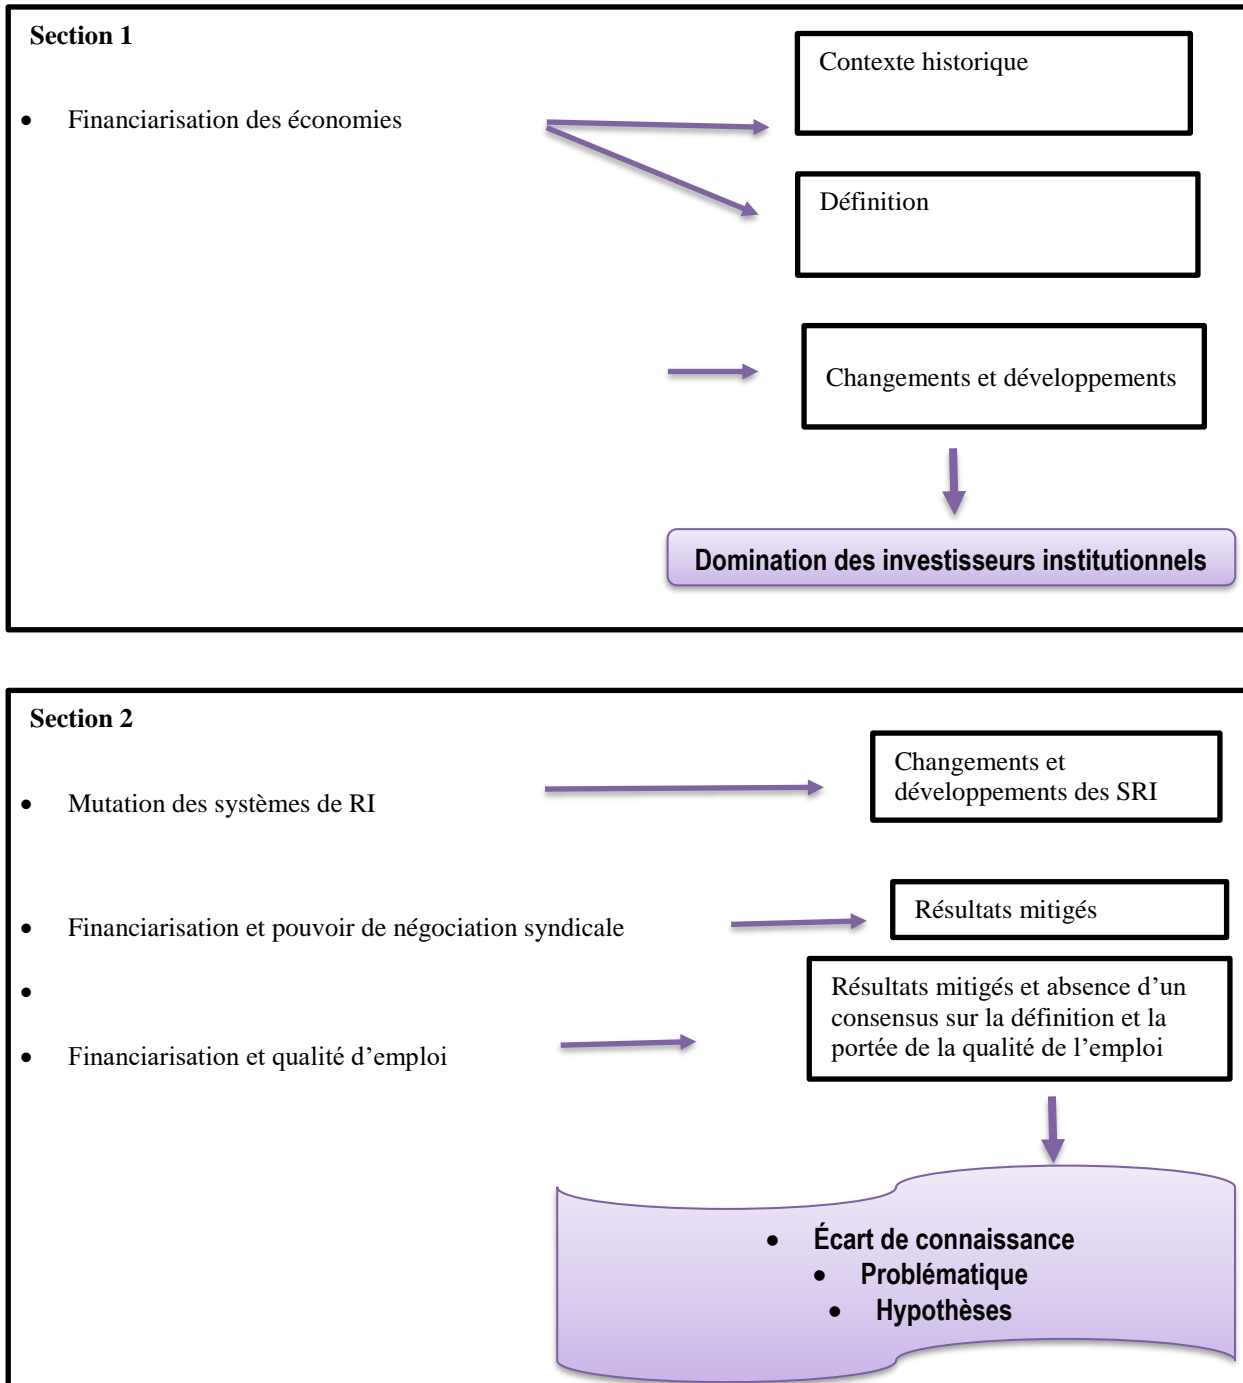 Section 1
Contexte historique
• Financiarisation des économies
Définition
Changements et développements
Domination des investisseurs institutionnels
Section 2
Changements et
développements des SRI
• Mutation des systèmes de RI
Résultats mitigés
• Financiarisation et pouvoir de négociation syndicale
•
Résultats mitigés et absence d’un
consensus sur la définition et la
portée de la qualité de l’emploi
• Financiarisation et qualité d’emploi
• Écart de connaissance
• Problématique
• Hypothèses